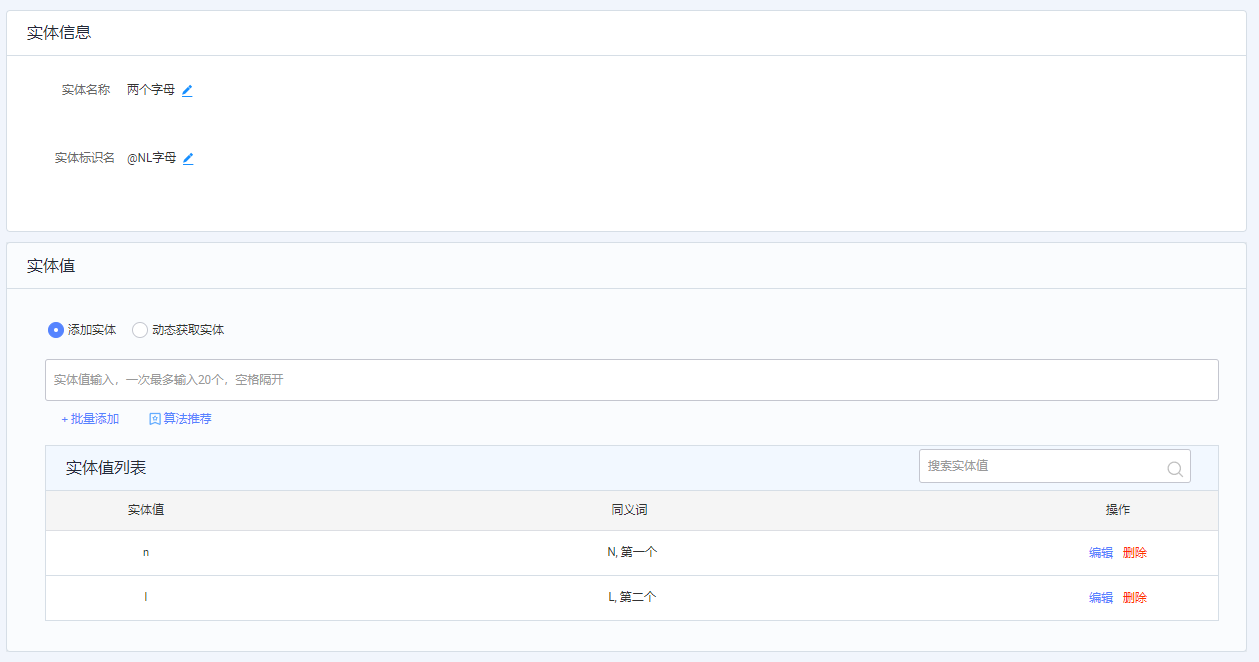 实体信息
实体名称 两个字母
实体标识名 @NL字母
实体值
添加实体 动态获取实体
实体值输入，一次最多输入20个，空格隔开
+ 批量添加 算法推荐
实体值列表 搜索实体值
实体值 同义词 操作
n N, 第一个 编辑 删除
l L, 第二个 编辑 删除